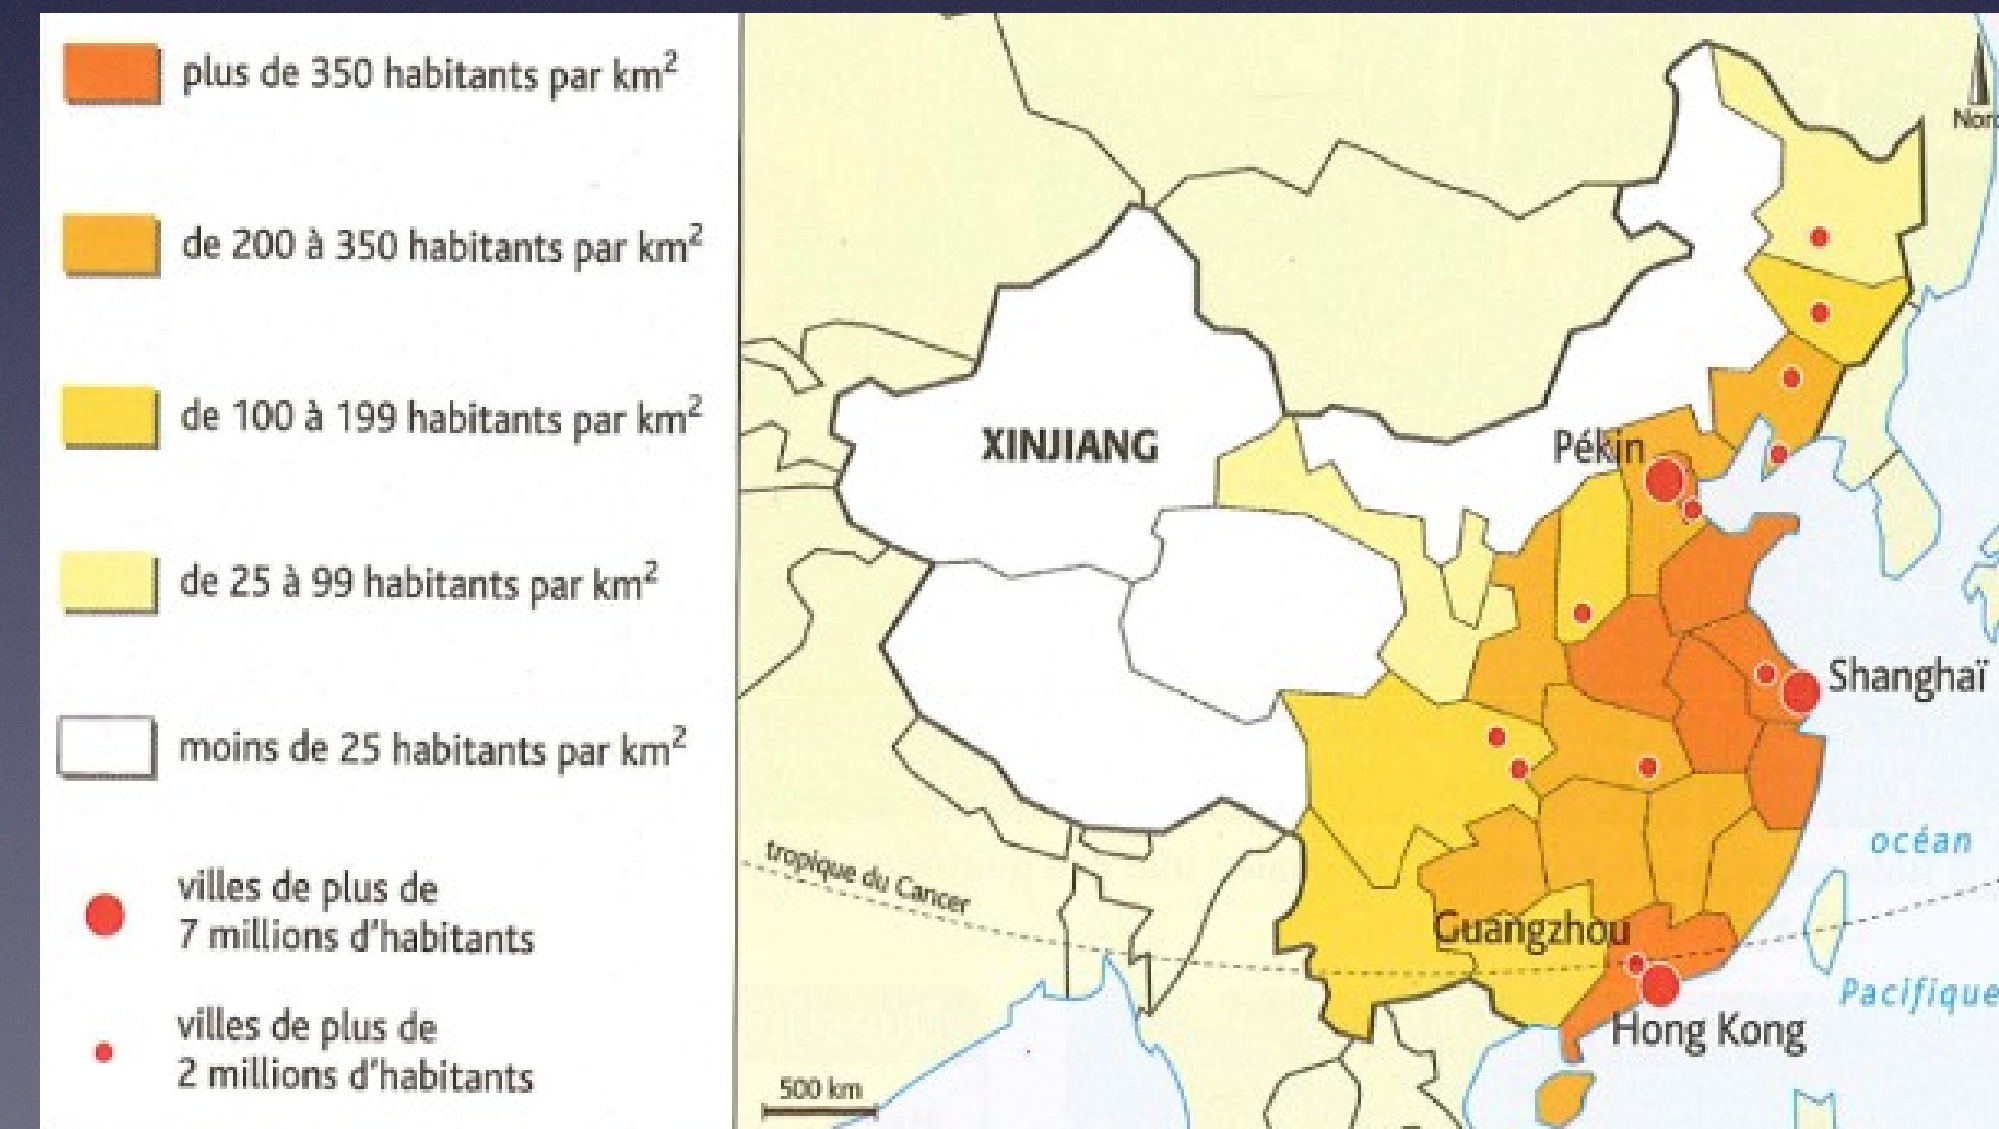 plus de 350 habitants par km²
de 200 à 350 habitants par km²
de 100 à 199 habitants par km²
de 25 à 99 habitants par km²
moins de 25 habitants par km²
villes de plus de
7 millions d'habitants
villes de plus de
2 millions d'habitants
Nord
XINJIANG
Pékin
Shanghaï
océan
tropique du Cancer
Guangzhou
Pacifique
Hong Kong
500 km